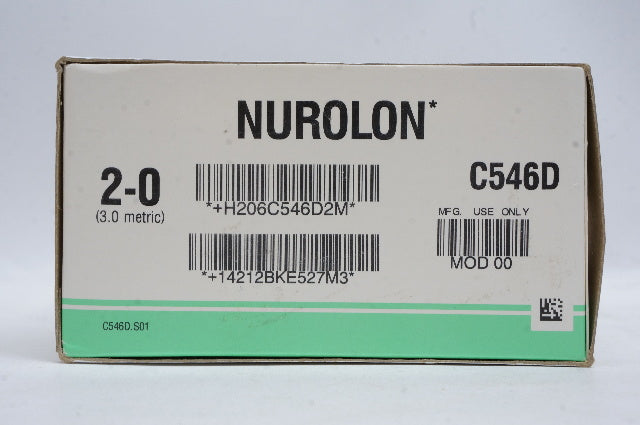 NUROLON*
2-0
(3.0 metric)
*+H206C546D2M*
*+14212BKE527M3*
C546D
MFG. USE ONLY
MOD 00
C546D.S01